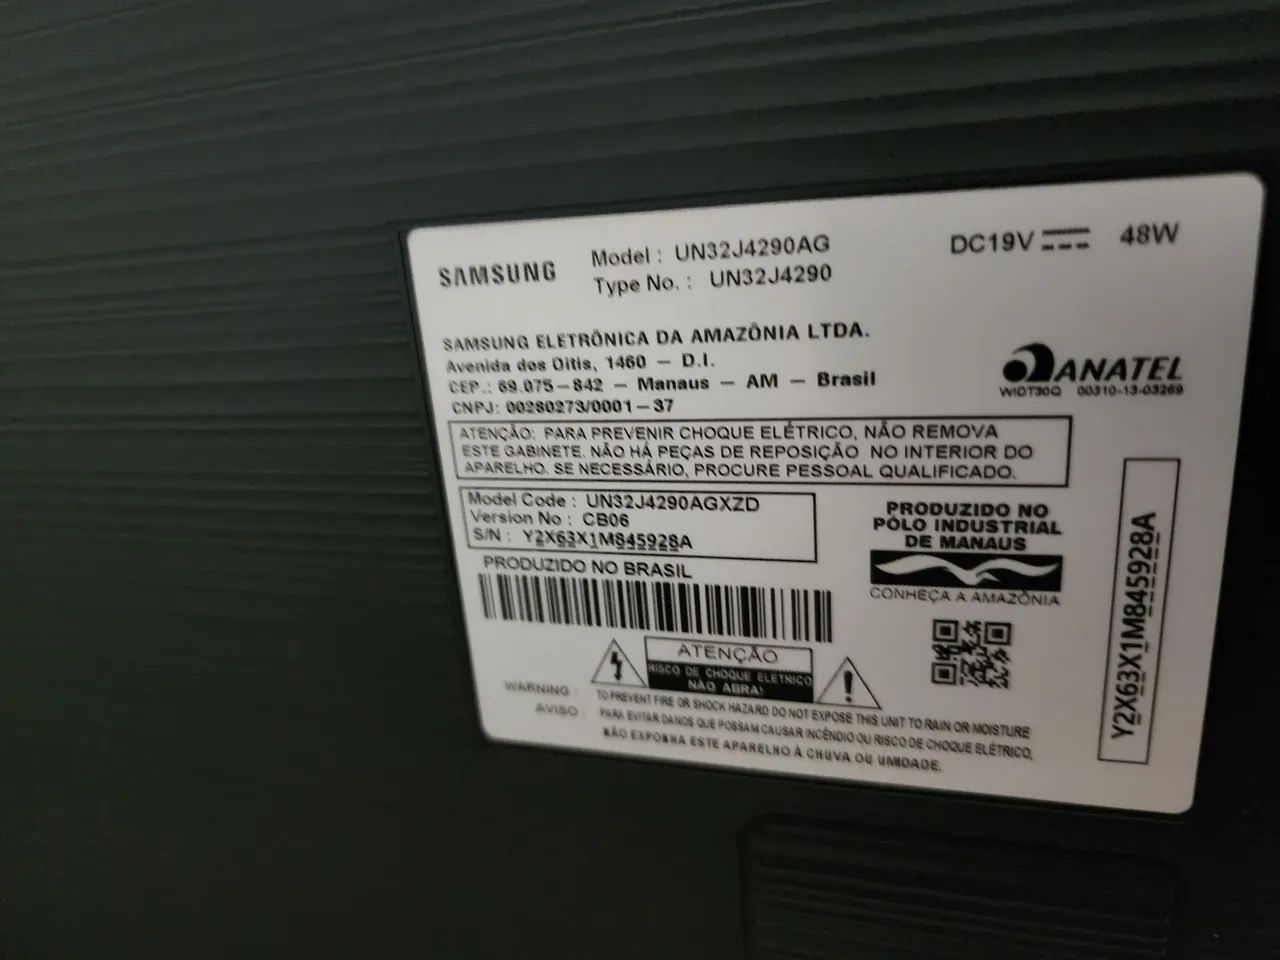 SAMSUNG
Model : UN32J4290AG
Type No. : UN32J4290
DC19V 48W
SAMSUNG ELETRÔNICA DA AMAZÔNIA LTDA.
Avenida dos Oitis, 1460 – D.I.
CEP.: 69.075-842 – Manaus – AM – Brasil
CNPJ: 00280273/0001-37
ANATEL
WIDT30Q 00310-13-03269
ATENÇÃO: PARA PREVENIR CHOQUE ELÉTRICO, NÃO REMOVA
ESTE GABINETE. NÃO HÁ PEÇAS DE REPOSIÇÃO NO INTERIOR DO
APARELHO. SE NECESSÁRIO, PROCURE PESSOAL QUALIFICADO.
Model Code : UN32J4290AGXZD
Version No : CB06
S/N : Y2X63X1M845928A
PRODUZIDO NO BRASIL
PRODUZIDO NO
PÓLO INDUSTRIAL
DE MANAUS
CONHEÇA A AMAZÔNIA
Y2X63X1M845928A
ATENÇÃO
RISCO DE CHOQUE ELÉTRICO
NÃO ABRA!
WARNING : TO PREVENT FIRE OR SHOCK HAZARD DO NOT EXPOSE THIS UNIT TO RAIN OR MOISTURE
AVISO : PARA EVITAR DANOS QUE POSSAM CAUSAR INCÊNDIO OU RISCO DE CHOQUE ELÉTRICO,
NÃO EXPONHA ESTE APARELHO À CHUVA OU UMIDADE.